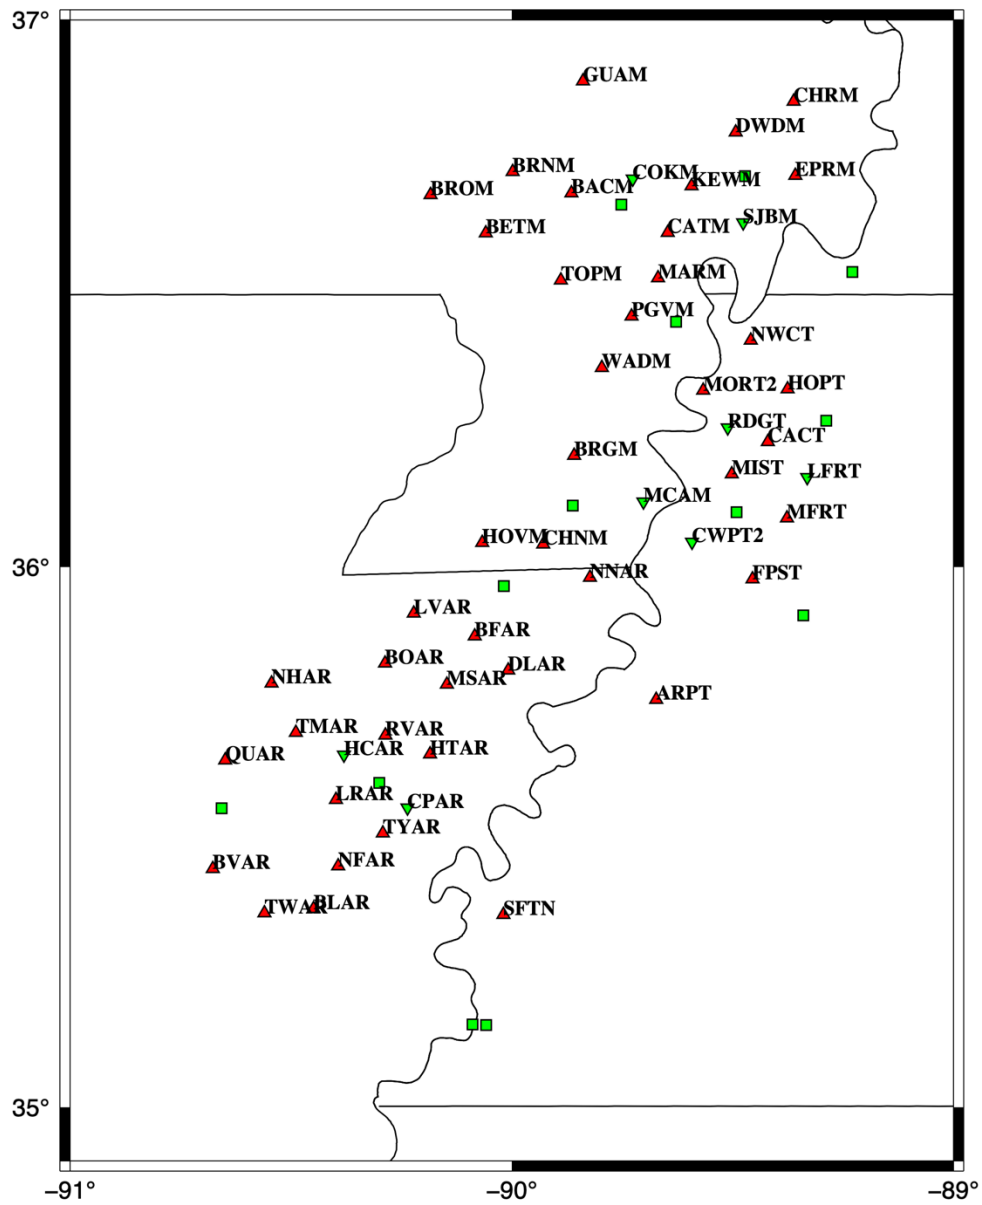 37°
GUAM
CHRM
DWDM
BRNM
COKM
KEWM
EPRM
BROM
BACM
SJBM
BETM
CATM
TOPM
MARM
PGVM
NWCT
WADM
MORT2
HOPT
RDGT
CACT
BRGM
MIST
LFRT
MCAM
MFRT
HOVM
CHNM
CWPT2
36°
NNAR
FPST
LVAR
BFAR
BOAR
DLAR
NHAR
MSAR
ARPT
TMAR
RVAR
QUAR
HCAR
HTAR
LRAR
CPAR
TYAR
BVAR
NFAR
TWAR
BLAR
SFTN
35°
−91°
−90°
−89°